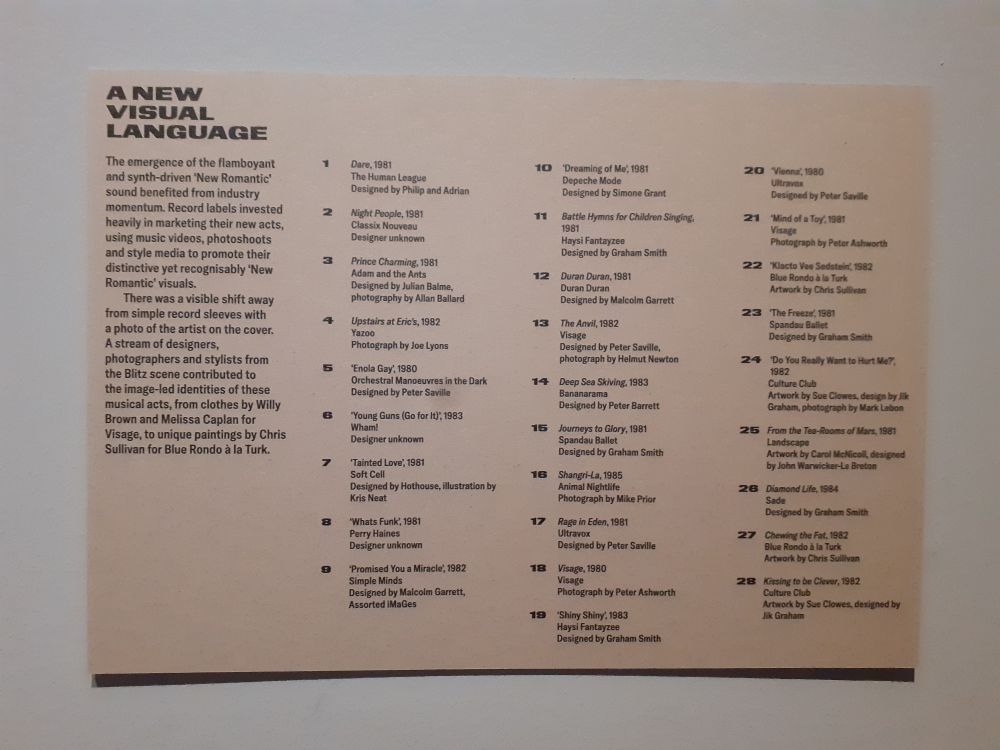 A NEW
VISUAL
LANGUAGE
The emergence of the flamboyant
and synth-driven 'New Romantic'
sound benefited from industry
momentum. Record labels invested
heavily in marketing their new acts,
using music videos, photoshoots
and style media to promote their
distinctive yet recognisably 'New
Romantic' visuals.
There was a visible shift away
from simple record sleeves with
a photo of the artist on the cover.
A stream of designers,
photographers and stylists from
the Blitz scene contributed to
the image-led identities of these
musical acts, from clothes by Willy
Brown and Melissa Caplan for
Visage, to unique paintings by Chris
Sullivan for Blue Rondo à la Turk.
1 Dare, 1981
The Human League
Designed by Philip and Adrian
2 Night People, 1981
Classix Nouveau
Designer unknown
3 Prince Charming, 1981
Adam and the Ants
Designed by Julian Balme,
photography by Allan Ballard
4 Upstairs at Eric's, 1982
Yazoo
Photograph by Joe Lyons
5 'Enola Gay', 1980
Orchestral Manoeuvres in the Dark
Designed by Peter Saville
6 'Young Guns (Go for It)', 1983
Wham!
Designer unknown
7 'Tainted Love', 1981
Soft Cell
Designed by Hothouse, illustration by
Kris Neat
8 'Whats Funk', 1981
Perry Haines
Designer unknown
9 'Promised You a Miracle', 1982
Simple Minds
Designed by Malcolm Garrett,
Assorted iMaGes
10 'Dreaming of Me', 1981
Depeche Mode
Designed by Simone Grant
11 Battle Hymns for Children Singing,
1981
Haysi Fantayzee
Designed by Graham Smith
12 Duran Duran, 1981
Duran Duran
Designed by Malcolm Garrett
13 The Anvil, 1982
Visage
Designed by Peter Saville,
photograph by Helmut Newton
14 Deep Sea Skiving, 1983
Bananarama
Designed by Peter Barrett
15 Journeys to Glory, 1981
Spandau Ballet
Designed by Graham Smith
16 Shangri-La, 1985
Animal Nightlife
Photograph by Mike Prior
17 Rage in Eden, 1981
Ultravox
Designed by Peter Saville
18 Visage, 1980
Visage
Photograph by Peter Ashworth
19 'Shiny Shiny', 1983
Haysi Fantayzee
Designed by Graham Smith
20 'Vienna', 1980
Ultravox
Designed by Peter Saville
21 'Mind of a Toy', 1981
Visage
Photograph by Peter Ashworth
22 'Klacto Vee Sedstein', 1982
Blue Rondo à la Turk
Artwork by Chris Sullivan
23 'The Freeze', 1981
Spandau Ballet
Designed by Graham Smith
24 'Do You Really Want to Hurt Me?',
1982
Culture Club
Artwork by Sue Clowes, design by Jik
Graham, photograph by Mark Lebon
25 From the Tea-Rooms of Mars, 1981
Landscape
Artwork by Carol McNicoll, designed
by John Warwicker-Le Breton
26 Diamond Life, 1984
Sade
Designed by Graham Smith
27 Chewing the Fat, 1982
Blue Rondo à la Turk
Artwork by Chris Sullivan
28 Kissing to be Clever, 1982
Culture Club
Artwork by Sue Clowes, designed by
Jik Graham